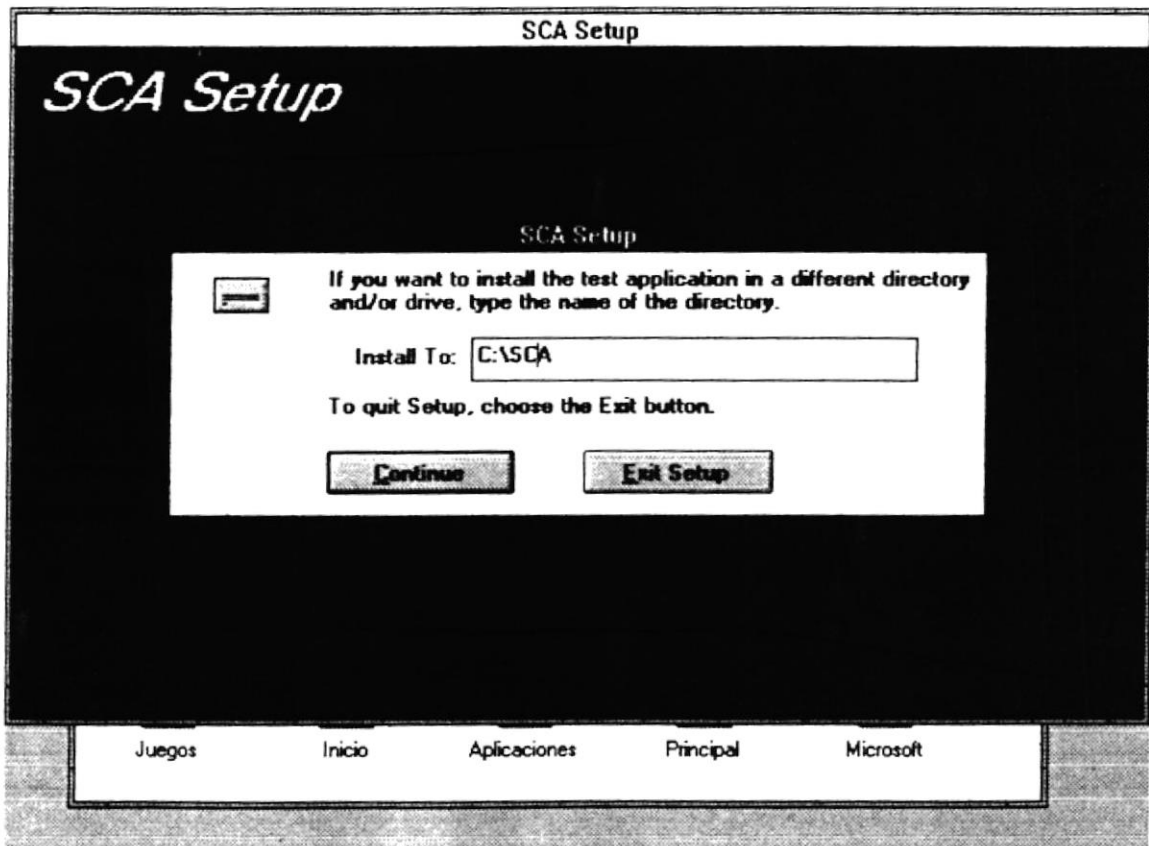 SCA Setup
SCA Setup
SCA Setup
If you want to install the test application in a different directory
and/or drive, type the name of the directory.
Install To: C:\SCA
To quit Setup, choose the Exit button.
Continue Exit Setup
Juegos Inicio Aplicaciones Principal Microsoft